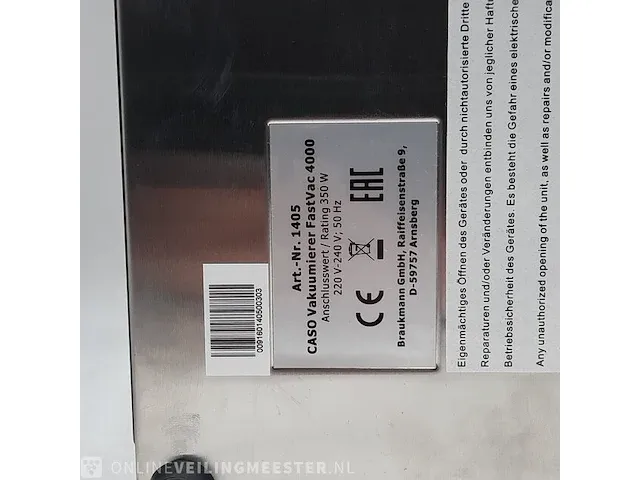 Art.-Nr. 1405
CASO Vakuumierer FastVac 4000
Anschlusswert / Rating 350 W
220 V-240 V; 50 Hz
CE EAC
Braukmann GmbH, Raiffeisenstraße 9,
D-59757 Arnsberg
009160140500303
Eigenmächtiges Öffnen des Gerätes oder durch nichtautorisierte Dritte
Reparaturen und/oder Veränderungen entbinden uns von jeglicher Haft
Betriebssicherheit des Gerätes. Es besteht die Gefahr eines elektrische
Any unauthorized opening of the unit, as well as repairs and/or modifica
ONLINEVEILINGMEESTER.NL